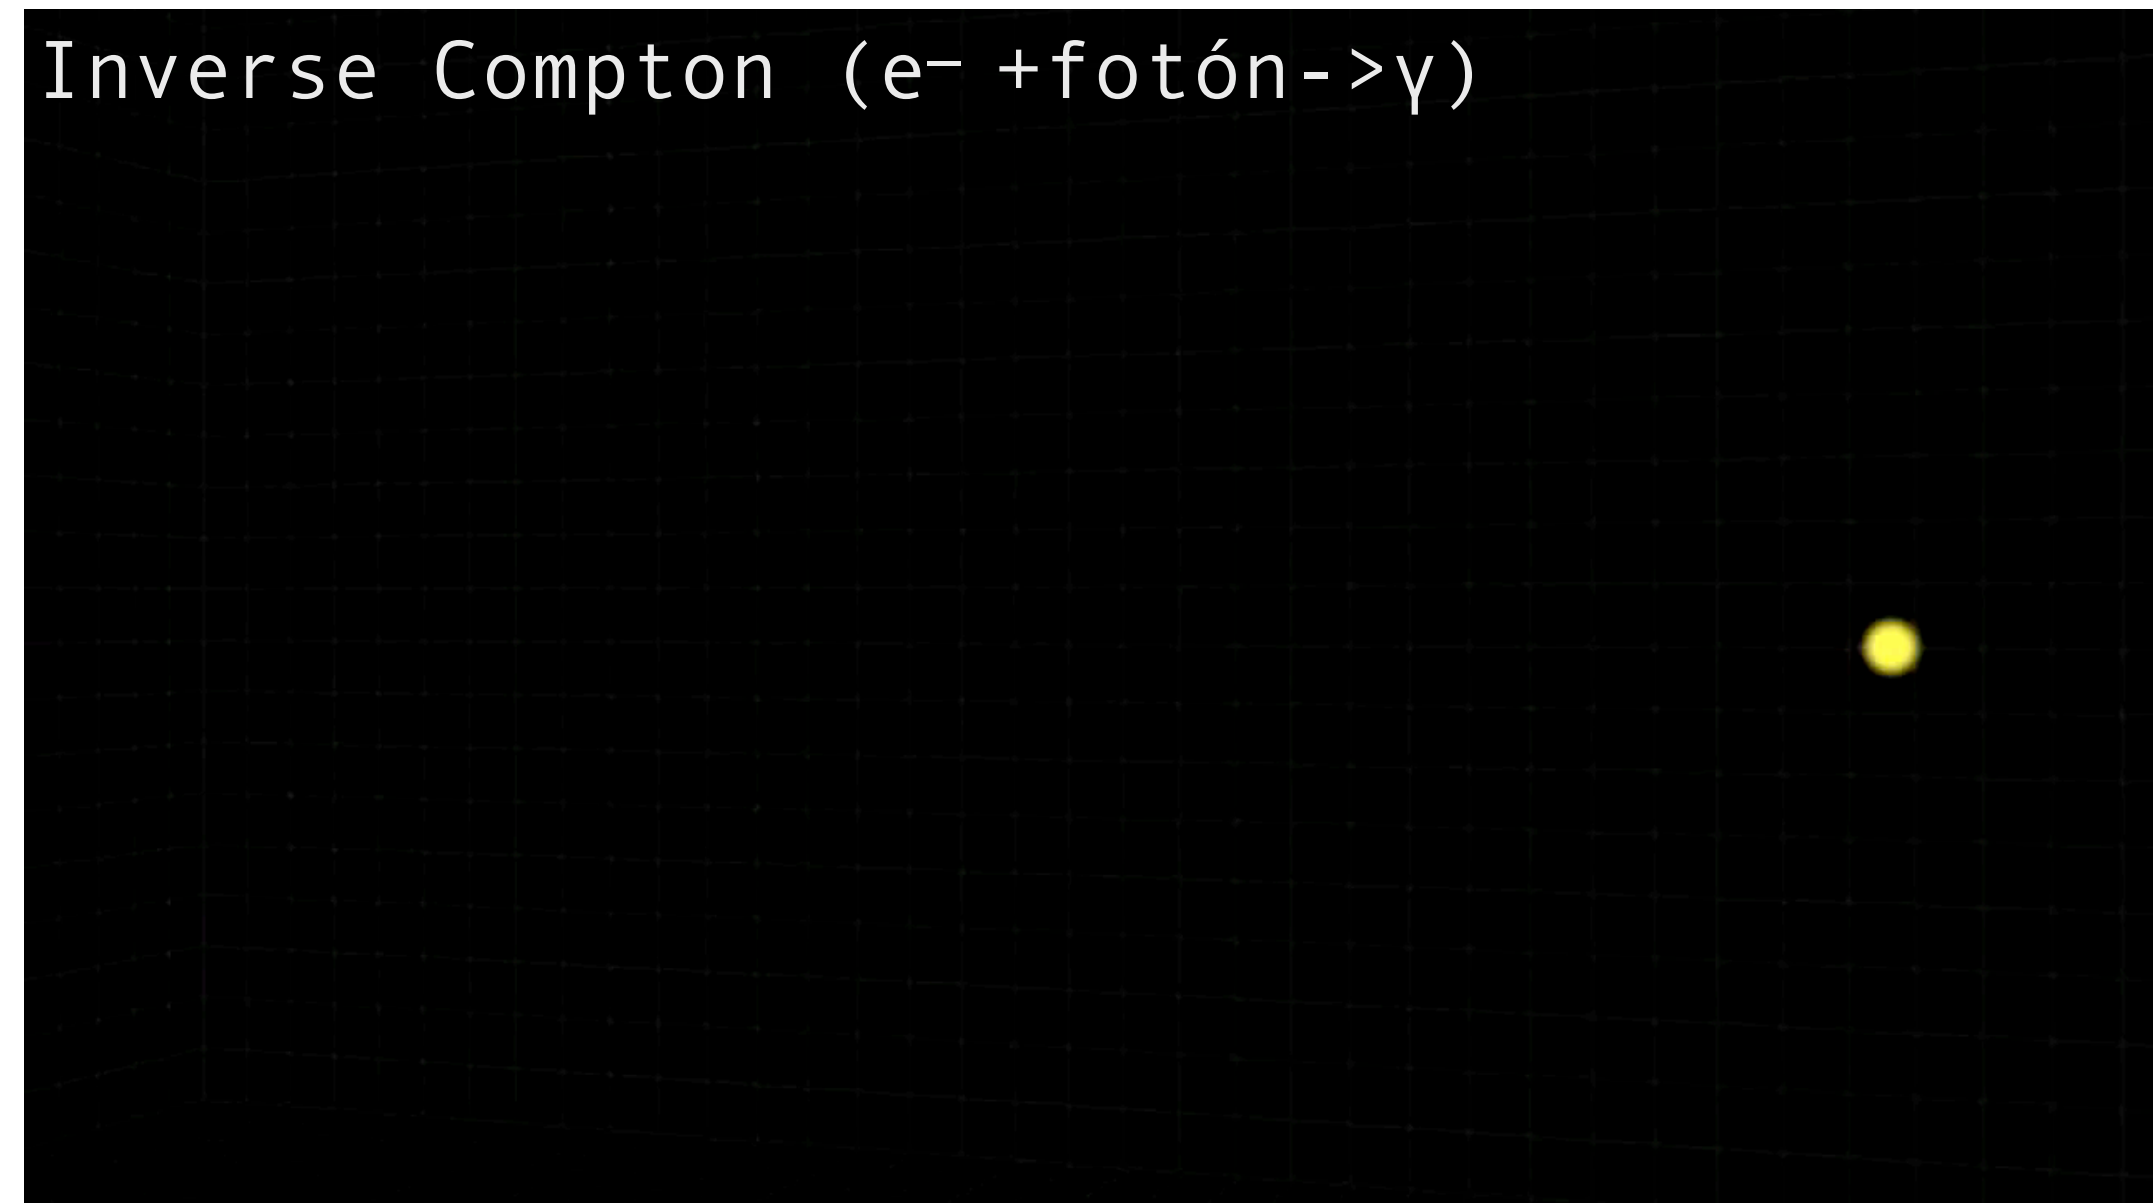 Inverse Compton (e⁻ +fotón->γ)